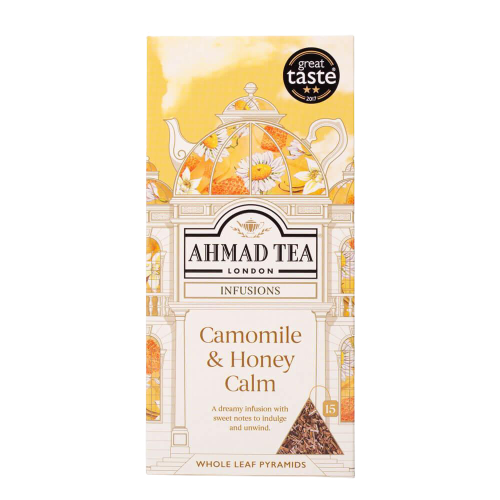 great
taste
2017
AHMAD TEA
LONDON
INFUSIONS
Camomile
& Honey
Calm
A dreamy infusion with
sweet notes to indulge
and unwind.
15
WHOLE LEAF PYRAMIDS